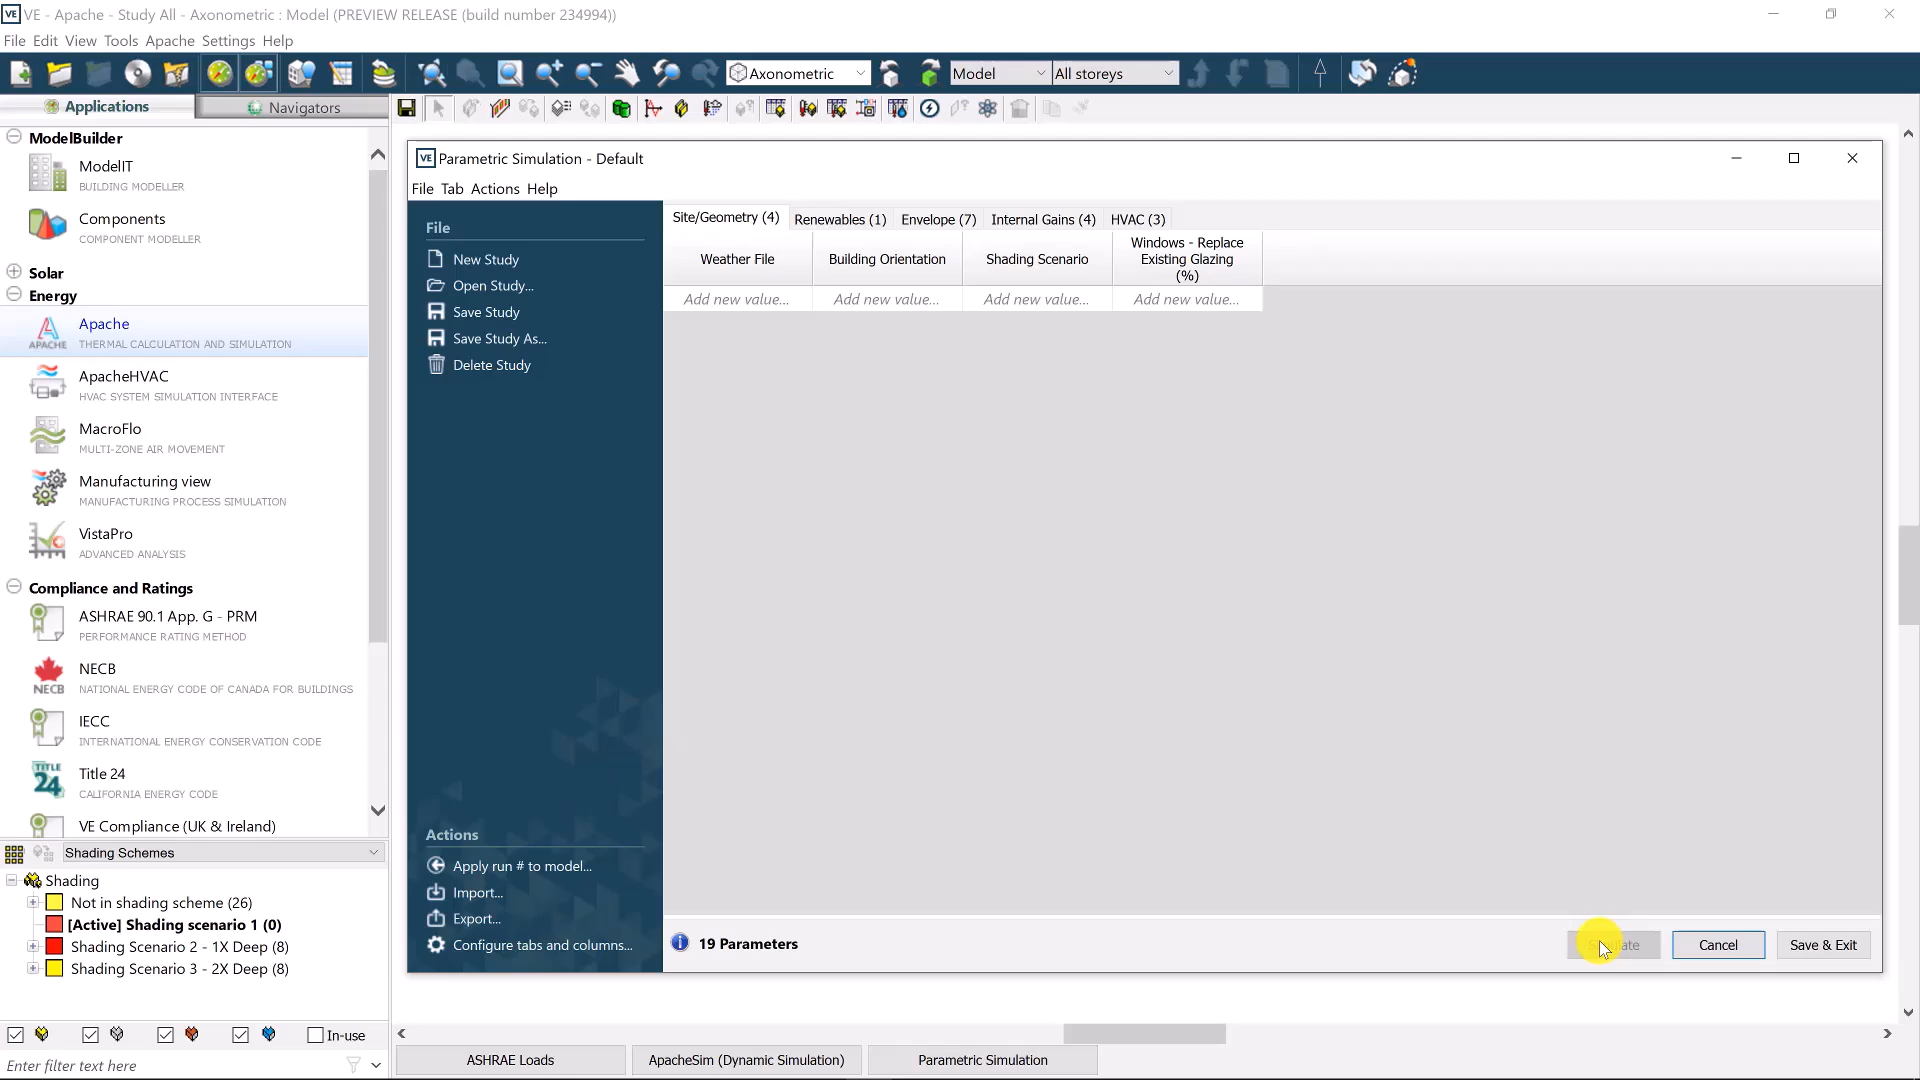 VE VE - Apache - Study All - Axonometric : Model (PREVIEW RELEASE (build number 234994))
File Edit View Tools Apache Settings Help
Axonometric Model All storeys
Applications Navigators
ModelBuilder
ModelIT
BUILDING MODELLER
Components
COMPONENT MODELLER
Solar
Energy
Apache
APACHE THERMAL CALCULATION AND SIMULATION
ApacheHVAC
HVAC SYSTEM SIMULATION INTERFACE
MacroFlo
MULTI-ZONE AIR MOVEMENT
Manufacturing view
MANUFACTURING PROCESS SIMULATION
VistaPro
ADVANCED ANALYSIS
Compliance and Ratings
ASHRAE 90.1 App. G - PRM
PERFORMANCE RATING METHOD
NECB
NECB NATIONAL ENERGY CODE OF CANADA FOR BUILDINGS
IECC
INTERNATIONAL ENERGY CONSERVATION CODE
TITLE 24 Title 24
CALIFORNIA ENERGY CODE
VE Compliance (UK & Ireland)
Shading Schemes
Shading
Not in shading scheme (26)
[Active] Shading scenario 1 (0)
Shading Scenario 2 - 1X Deep (8)
Shading Scenario 3 - 2X Deep (8)
In-use
Enter filter text here
VE Parametric Simulation - Default
File Tab Actions Help
File
New Study
Open Study...
Save Study
Save Study As...
Delete Study
Actions
Apply run # to model...
Import...
Export...
Configure tabs and columns...
Site/Geometry (4) Renewables (1) Envelope (7) Internal Gains (4) HVAC (3)
Weather File
Building Orientation
Shading Scenario
Windows - Replace
Existing Glazing
(%)
Add new value... Add new value... Add new value... Add new value...
19 Parameters
Cancel Save & Exit
ASHRAE Loads ApacheSim (Dynamic Simulation) Parametric Simulation